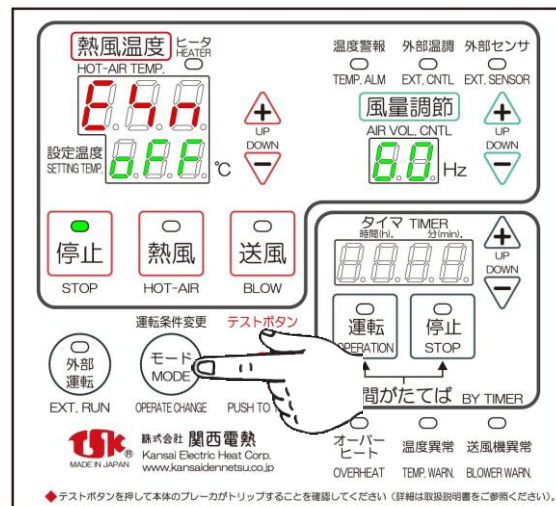 熱風温度 ヒータ
HEATER
HOT-AIR TEMP.
ESn
設定温度
SETTING TEMP.
oFF
℃
+
UP
DOWN
−
温度警報 外部温調 外部センサ
TEMP. ALM EXT. CNTL EXT. SENSOR
風量調節
AIR VOL. CNTL
60 Hz
+
UP
DOWN
−
停止 熱風 送風
STOP HOT-AIR BLOW
タイマ TIMER
時間(h). 分(min).
+
UP
DOWN
−
運転 停止
OPERATION STOP
間がたてば BY TIMER
運転条件変更 テストボタン
外部
運転
モード
MODE
EXT. RUN OPERATE CHANGE PUSH TO
TSK®
MADE IN JAPAN
株式会社 関西電熱
Kansai Electric Heat Corp.
www.kansaidennetsu.co.jp
オーバー
ヒート
温度異常 送風機異常
OVERHEAT TEMP. WARN. BLOWER WARN.
◆テストボタンを押して本体のブレーカがトリップすることを確認してください（詳細は取扱説明書をご参照ください）。